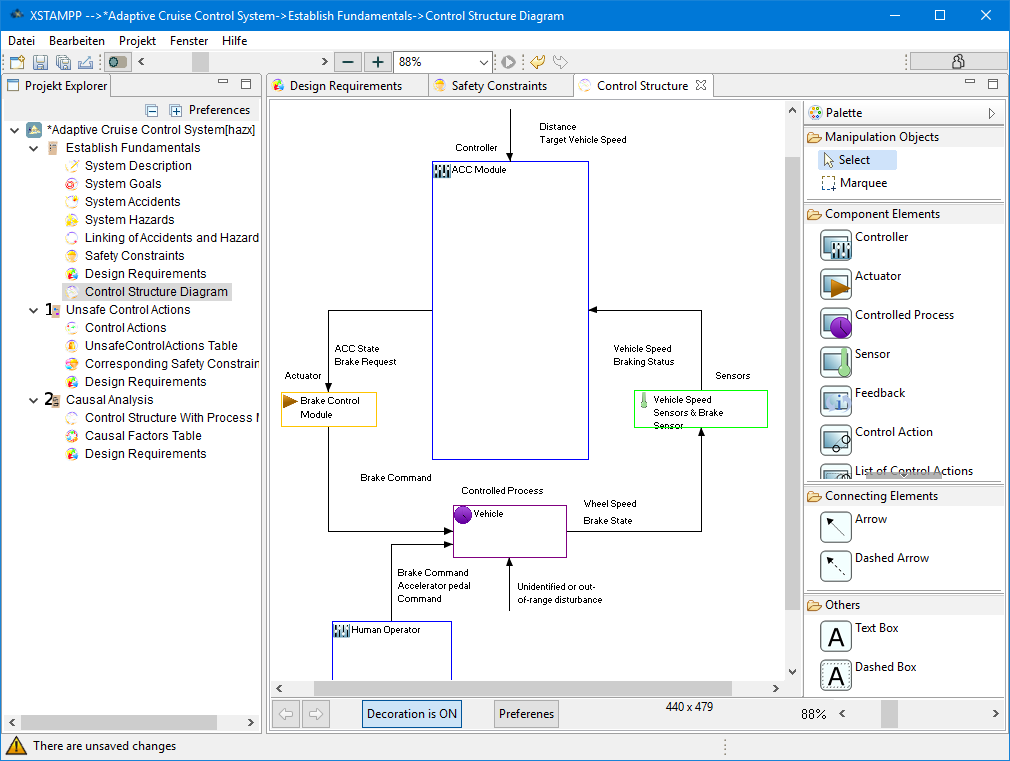 XSTAMPP -->*Adaptive Cruise Control System->Establish Fundamentals->Control Structure Diagram
Datei Bearbeiten Projekt Fenster Hilfe
88%
Projekt Explorer
Preferences
*Adaptive Cruise Control System[hazx]
Establish Fundamentals
System Description
System Goals
System Accidents
System Hazards
Linking of Accidents and Hazard
Safety Constraints
Design Requirements
Control Structure Diagram
1 Unsafe Control Actions
Control Actions
UnsafeControlActions Table
Corresponding Safety Constrain
Design Requirements
2 Causal Analysis
Control Structure With Process
Causal Factors Table
Design Requirements
Design Requirements
Safety Constraints
Control Structure
Distance
Target Vehicle Speed
Controller
ACC Module
ACC State
Brake Request
Vehicle Speed
Braking Status
Actuator
Sensors
Brake Control
Module
Vehicle Speed
Sensors & Brake
Sensor
Brake Command
Controlled Process
Vehicle
Wheel Speed
Brake State
Brake Command
Accelerator pedal
Command
Unidentified or out-
of-range disturbance
Human Operator
Decoration is ON
Preferenes
440 x 479
88%
Palette
Manipulation Objects
Select
Marquee
Component Elements
Controller
Actuator
Controlled Process
Sensor
Feedback
Control Action
List of Control Actions
Connecting Elements
Arrow
Dashed Arrow
Others
A Text Box
A Dashed Box
There are unsaved changes